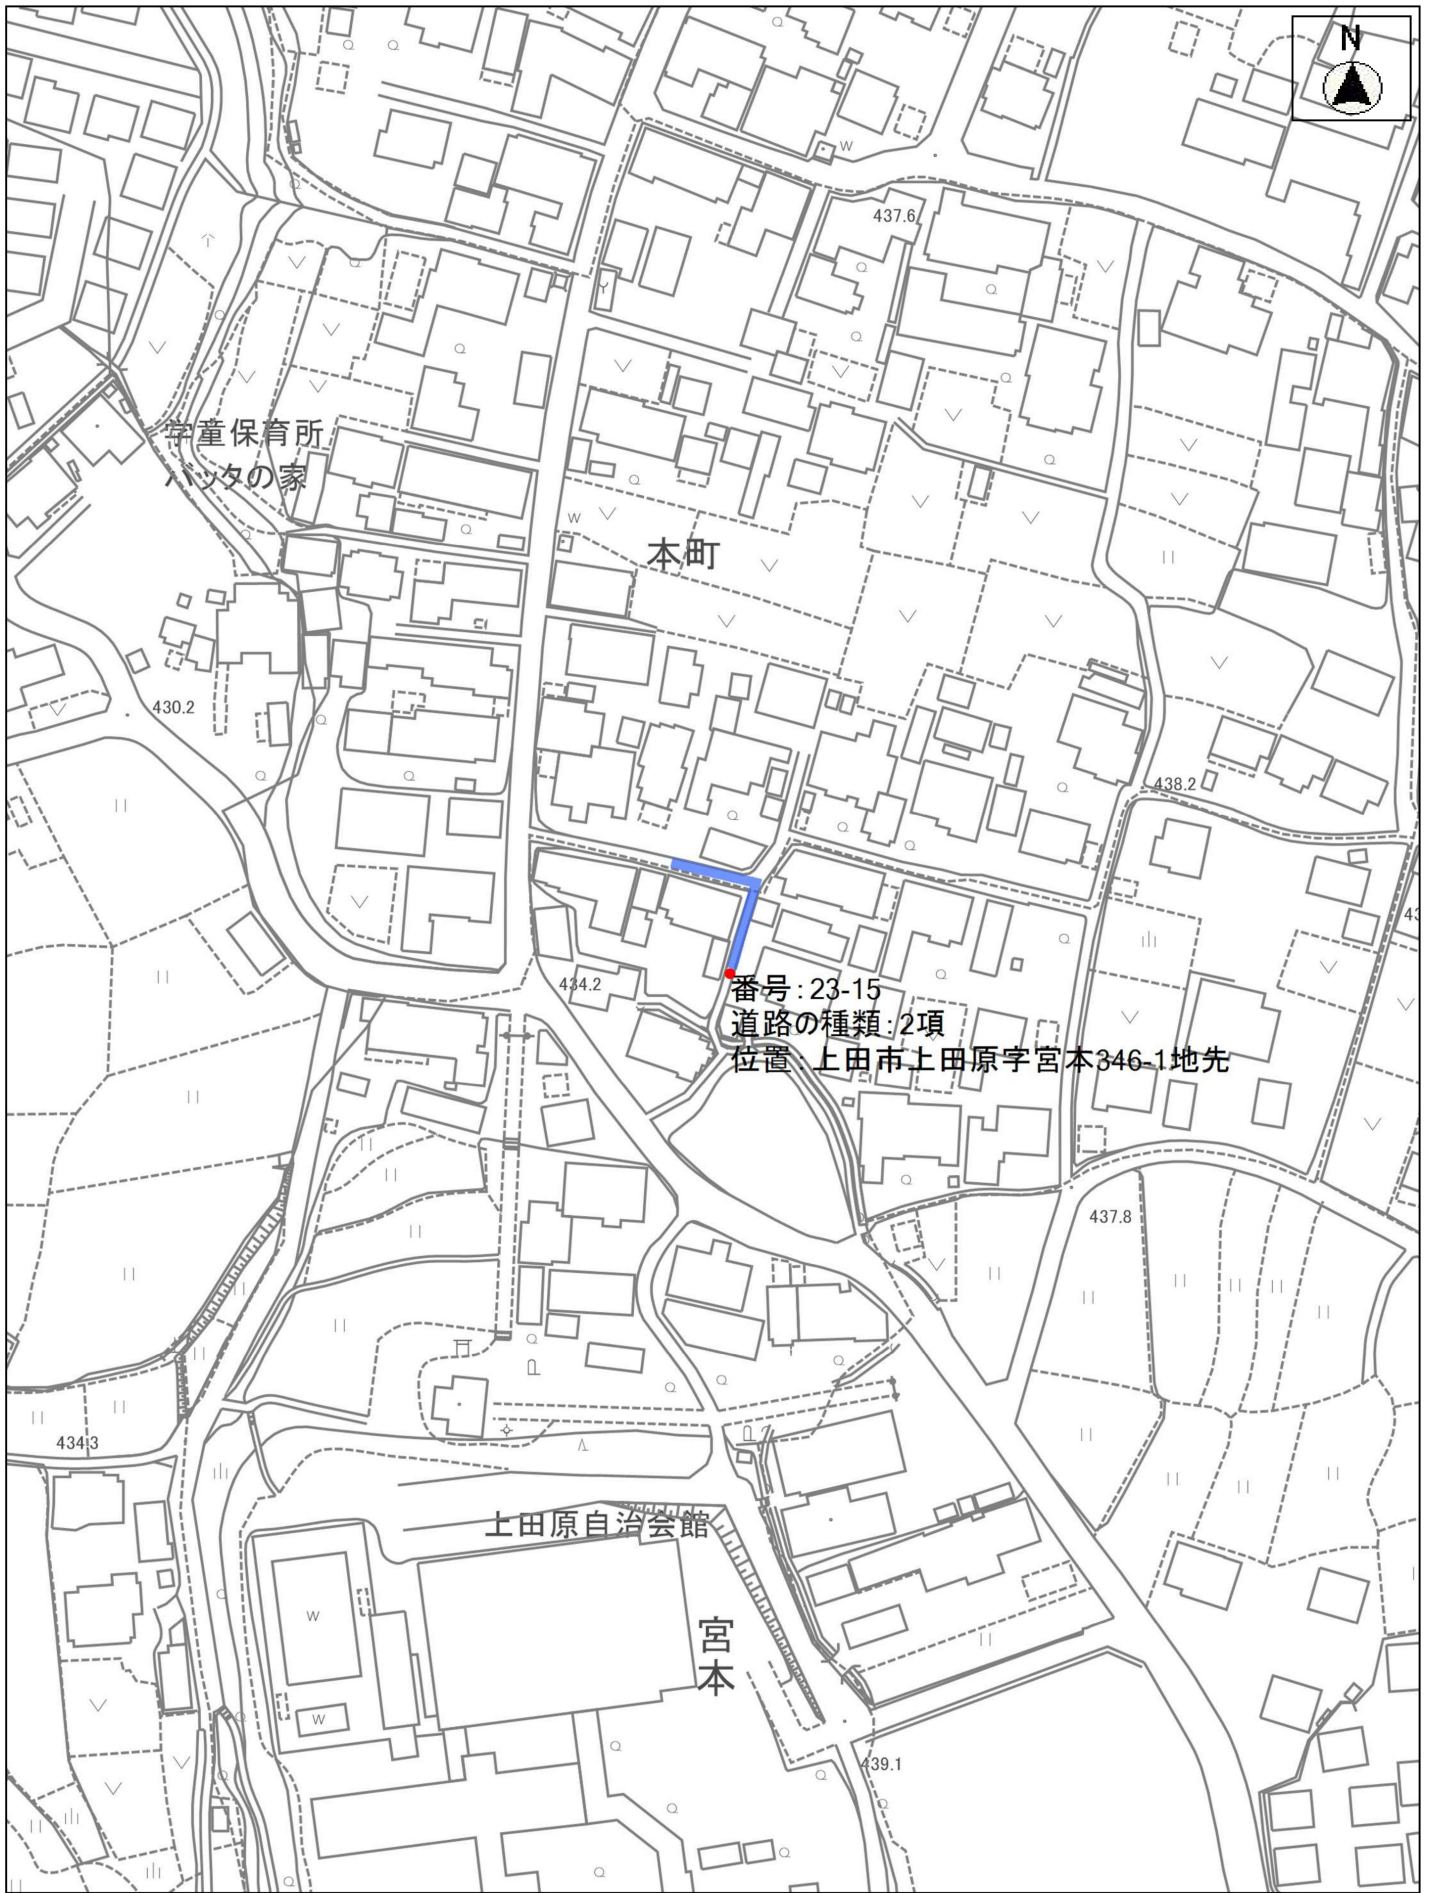 N
W
437.6
学童保育所
バッタの家
W
本町
430.2
438.2
434.2
番号：23-15
道路の種類：2項
位置：上田市上田原字宮本346-1地先
437.8
434.3
上田原自治会館
W
宮本
W
439.1